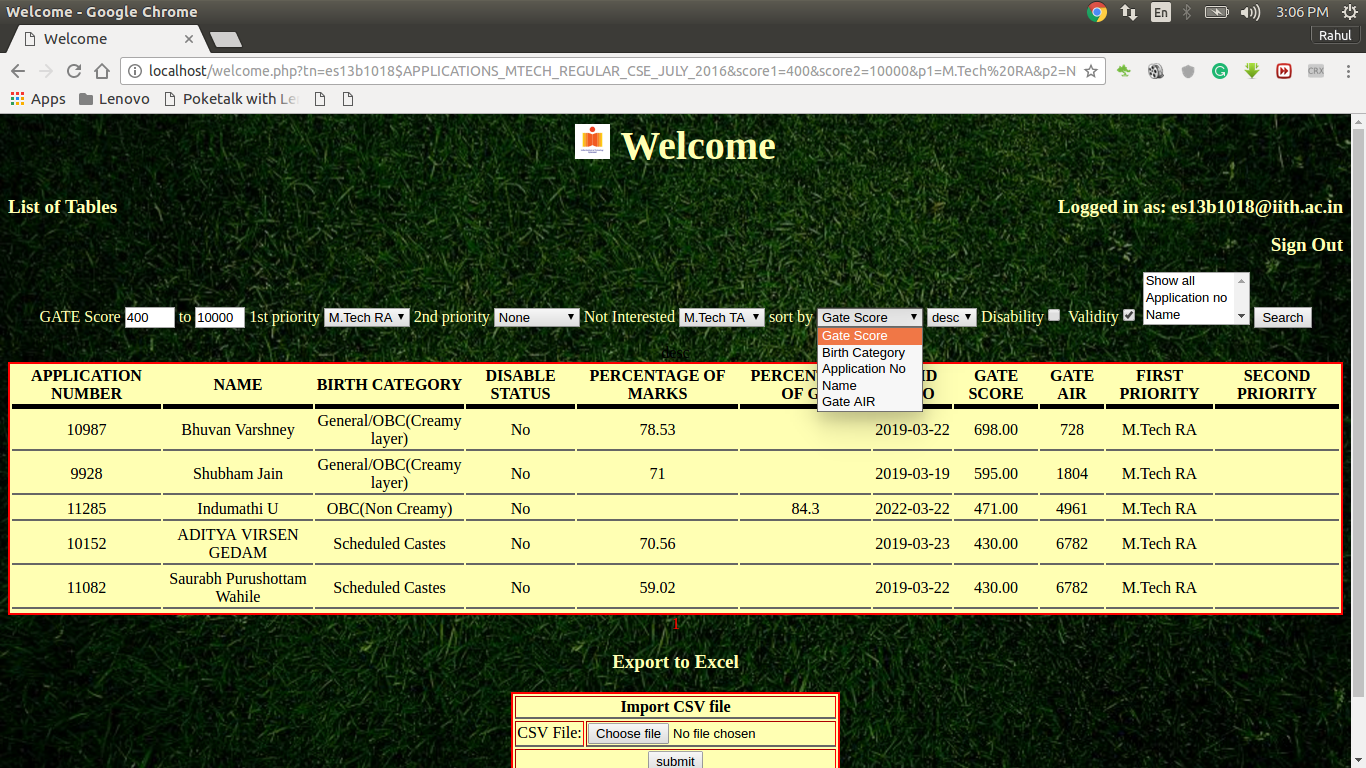 Welcome - Google Chrome
En
3:06 PM
Welcome
Rahul
localhost/welcome.php?tn=es13b1018$APPLICATIONS_MTECH_REGULAR_CSE_JULY_2016&score1=400&score2=10000&p1=M.Tech%20RA&p2=N
CRX
Apps
Lenovo
Poketalk with Le
Welcome
List of Tables
Logged in as: es13b1018@iith.ac.in
Sign Out
GATE Score 400 to 10000 1st priority M.Tech RA 2nd priority None Not Interested M.Tech TA sort by Gate Score desc Disability Validity Search
Show all
Application no
Name
Gate Score
Birth Category
Application No
Name
Gate AIR
APPLICATION NUMBER NAME BIRTH CATEGORY DISABLE STATUS PERCENTAGE OF MARKS PERCEN OF G ID O GATE SCORE GATE AIR FIRST PRIORITY SECOND PRIORITY
10987 Bhuvan Varshney General/OBC(Creamy layer) No 78.53 2019-03-22 698.00 728 M.Tech RA
9928 Shubham Jain General/OBC(Creamy layer) No 71 2019-03-19 595.00 1804 M.Tech RA
11285 Indumathi U OBC(Non Creamy) No 84.3 2022-03-22 471.00 4961 M.Tech RA
10152 ADITYA VIRSEN GEDAM Scheduled Castes No 70.56 2019-03-23 430.00 6782 M.Tech RA
11082 Saurabh Purushottam Wahile Scheduled Castes No 59.02 2019-03-22 430.00 6782 M.Tech RA
1
Export to Excel
Import CSV file
CSV File: Choose file No file chosen
submit